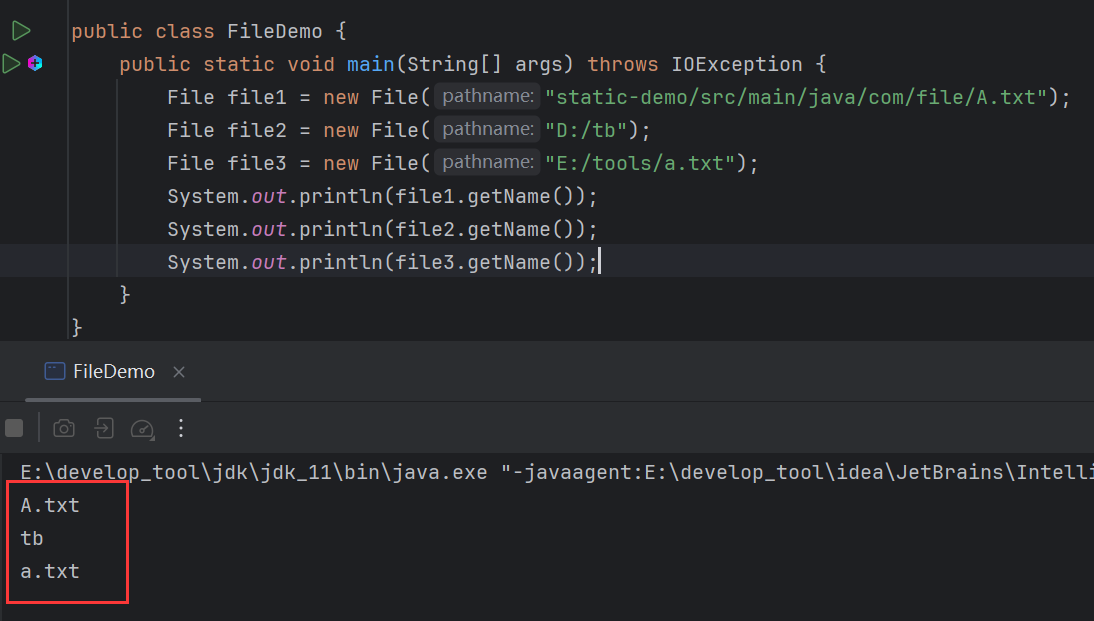 public class FileDemo {
    public static void main(String[] args) throws IOException {
        File file1 = new File( pathname: "static-demo/src/main/java/com/file/A.txt");
        File file2 = new File( pathname: "D:/tb");
        File file3 = new File( pathname: "E:/tools/a.txt");
        System.out.println(file1.getName());
        System.out.println(file2.getName());
        System.out.println(file3.getName());
    }
}
FileDemo
E:\develop_tool\jdk\jdk_11\bin\java.exe "-javaagent:E:\develop_tool\idea\JetBrains\Intelli
A.txt
tb
a.txt